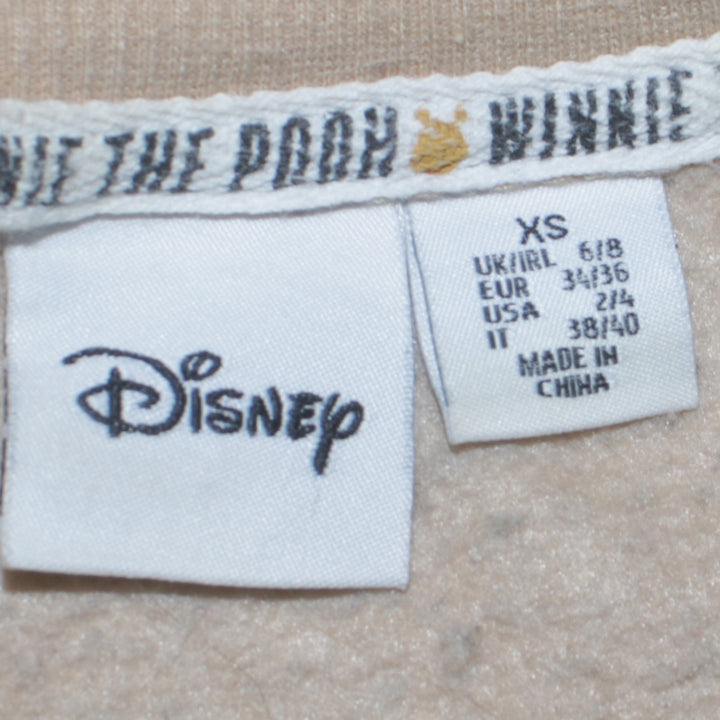 NIE THE POOH WINNIE
DISNEY
XS
UK/IRL 6/8
EUR 34/36
USA 2/4
IT 38/40
MADE IN
CHINA